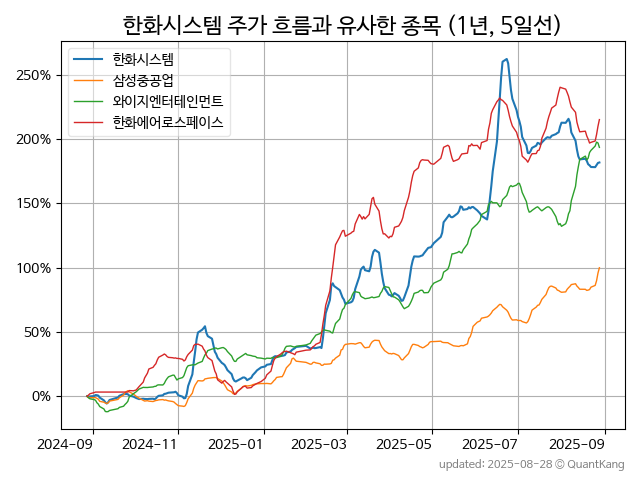 한화시스템 주가 흐름과 유사한 종목 (1년, 5일선)
한화시스템
삼성중공업
와이지엔터테인먼트
한화에어로스페이스
250%
200%
150%
100%
50%
0%
2024-09 2024-11 2025-01 2025-03 2025-05 2025-07 2025-09
updated: 2025-08-28 © QuantKang